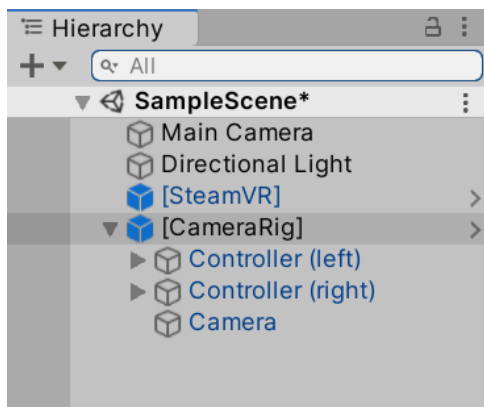 Hierarchy
All
SampleScene*
Main Camera
Directional Light
[SteamVR]
[CameraRig]
Controller (left)
Controller (right)
Camera